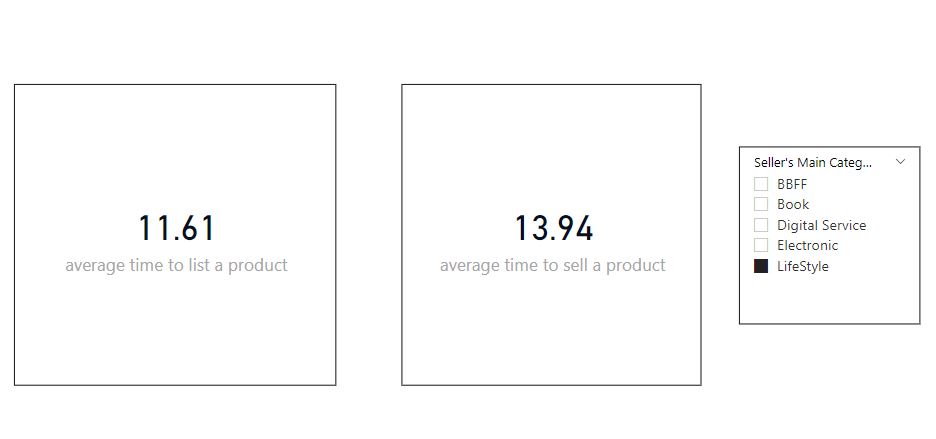 11.61
average time to list a product
13.94
average time to sell a product
Seller's Main Categ...
BBFF
Book
Digital Service
Electronic
LifeStyle